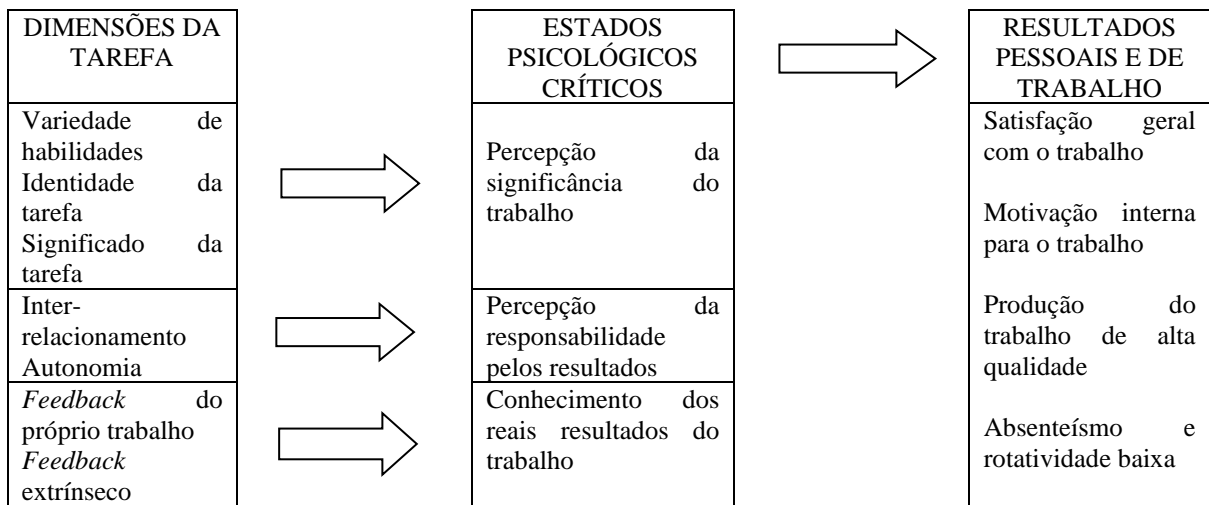 DIMENSÕES DA
TAREFA
Variedade de
habilidades
Identidade da
tarefa
Significado da
tarefa
Inter-
relacionamento
Autonomia
Feedback do
próprio trabalho
Feedback
extrínseco
ESTADOS
PSICOLÓGICOS
CRÍTICOS
Percepção da
significância do
trabalho
Percepção da
responsabilidade
pelos resultados
Conhecimento dos
reais resultados do
trabalho
RESULTADOS
PESSOAIS E DE
TRABALHO
Satisfação geral
com o trabalho
Motivação interna
para o trabalho
Produção do
trabalho de alta
qualidade
Absenteísmo e
rotatividade baixa